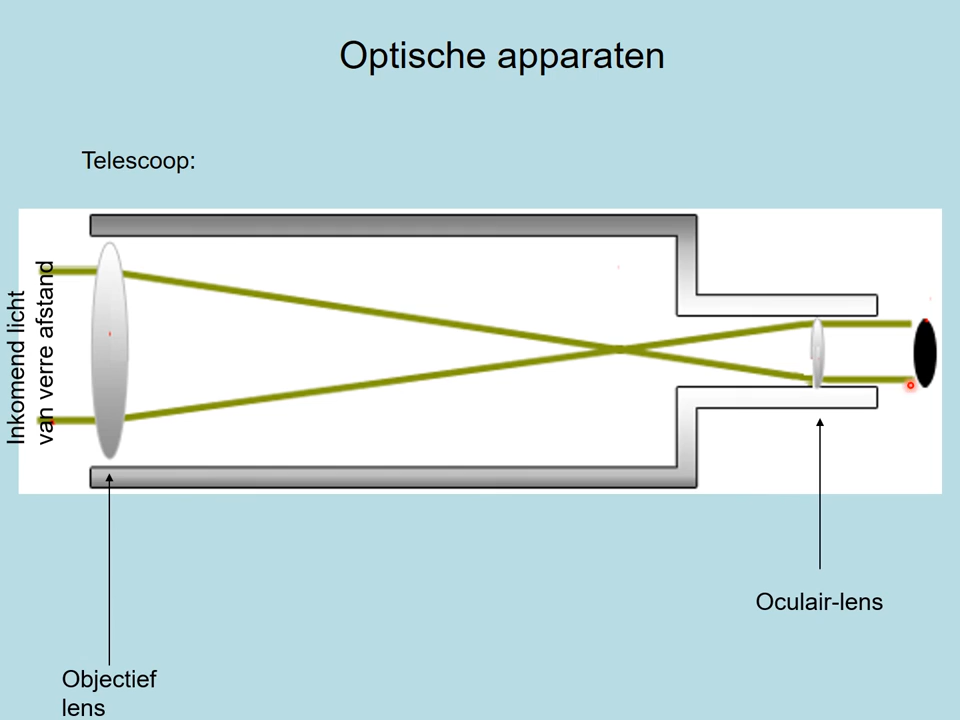 Optische apparaten
Telescoop:
Inkomend licht
van verre afstand
Oculair-lens
Objectief
lens